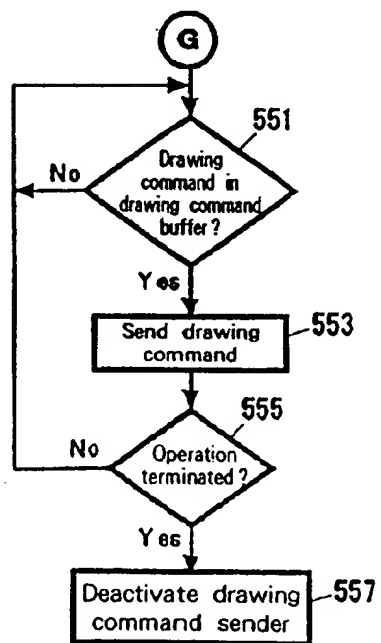 G
551
Drawing
command in
drawing command
buffer?
No
Yes
Send drawing
command
553
555
Operation
terminated?
No
Yes
Deactivate drawing
command sender
557